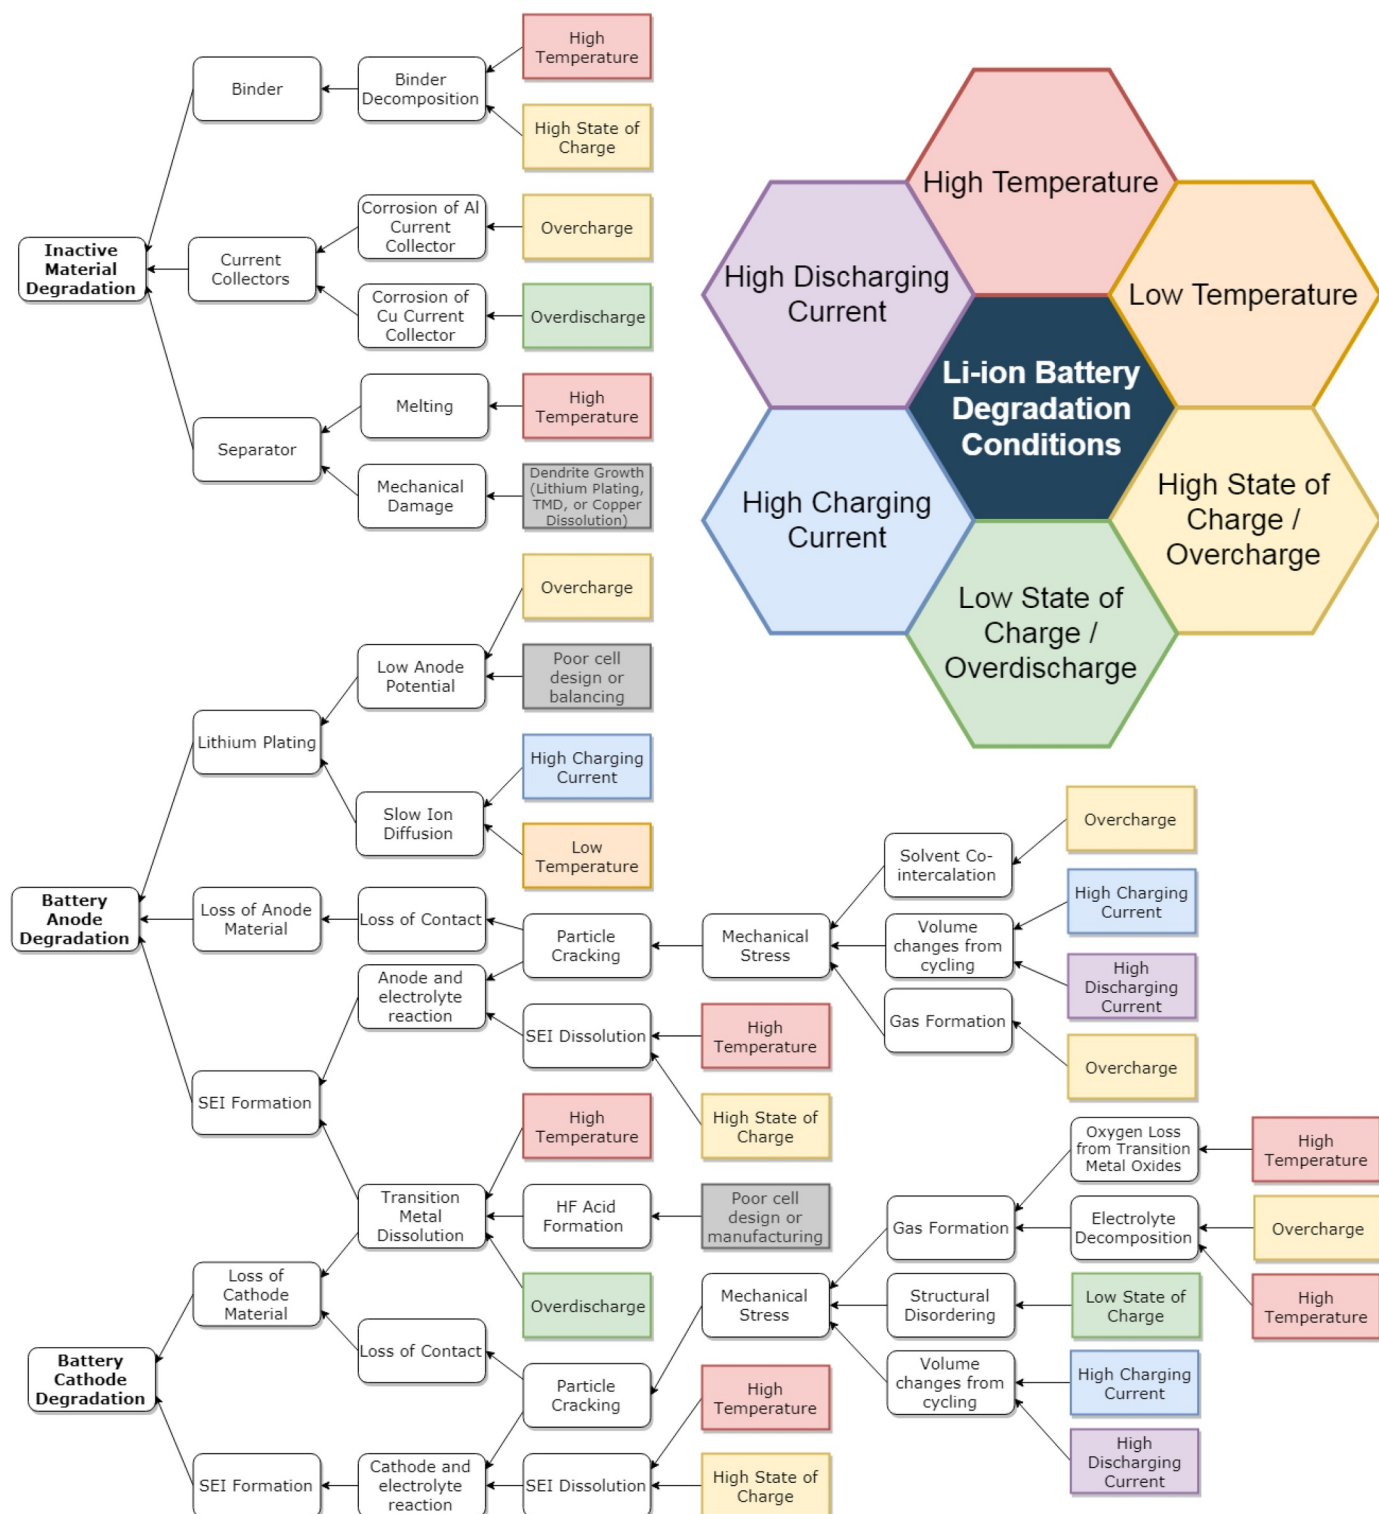 High
Temperature
Binder
Binder
Decomposition
High State of
Charge
Inactive
Material
Degradation
Current
Collectors
Corrosion of Al
Current
Collector
Overcharge
Corrosion of
Cu Current
Collector
Overdischarge
Separator
Melting
High
Temperature
Mechanical
Damage
Dendrite Growth
(Lithium Plating,
TMD, or Copper
Dissolution)
High Temperature
High Discharging
Current
Low Temperature
Li-ion Battery
Degradation
Conditions
High Charging
Current
High State of
Charge /
Overcharge
Low State of
Charge /
Overdischarge
Overcharge
Low Anode
Potential
Poor cell
design or
balancing
Lithium Plating
High Charging
Current
Slow Ion
Diffusion
Low
Temperature
Battery
Anode
Degradation
Loss of Anode
Material
Loss of Contact
Particle
Cracking
Mechanical
Stress
Solvent Co-
intercalation
Overcharge
Volume
changes from
cycling
High Charging
Current
High
Discharging
Current
Gas Formation
Overcharge
Anode and
electrolyte
reaction
SEI Dissolution
High
Temperature
High State of
Charge
SEI Formation
High
Temperature
Transition
Metal
Dissolution
HF Acid
Formation
Poor cell
design or
manufacturing
Overdischarge
Loss of
Cathode
Material
Battery
Cathode
Degradation
Loss of Contact
Particle
Cracking
Mechanical
Stress
Gas Formation
Oxygen Loss
from Transition
Metal Oxides
High
Temperature
Electrolyte
Decomposition
Overcharge
High
Temperature
Structural
Disordering
Low State of
Charge
Volume
changes from
cycling
High Charging
Current
High
Discharging
Current
SEI Formation
Cathode and
electrolyte
reaction
SEI Dissolution
High
Temperature
High State of
Charge